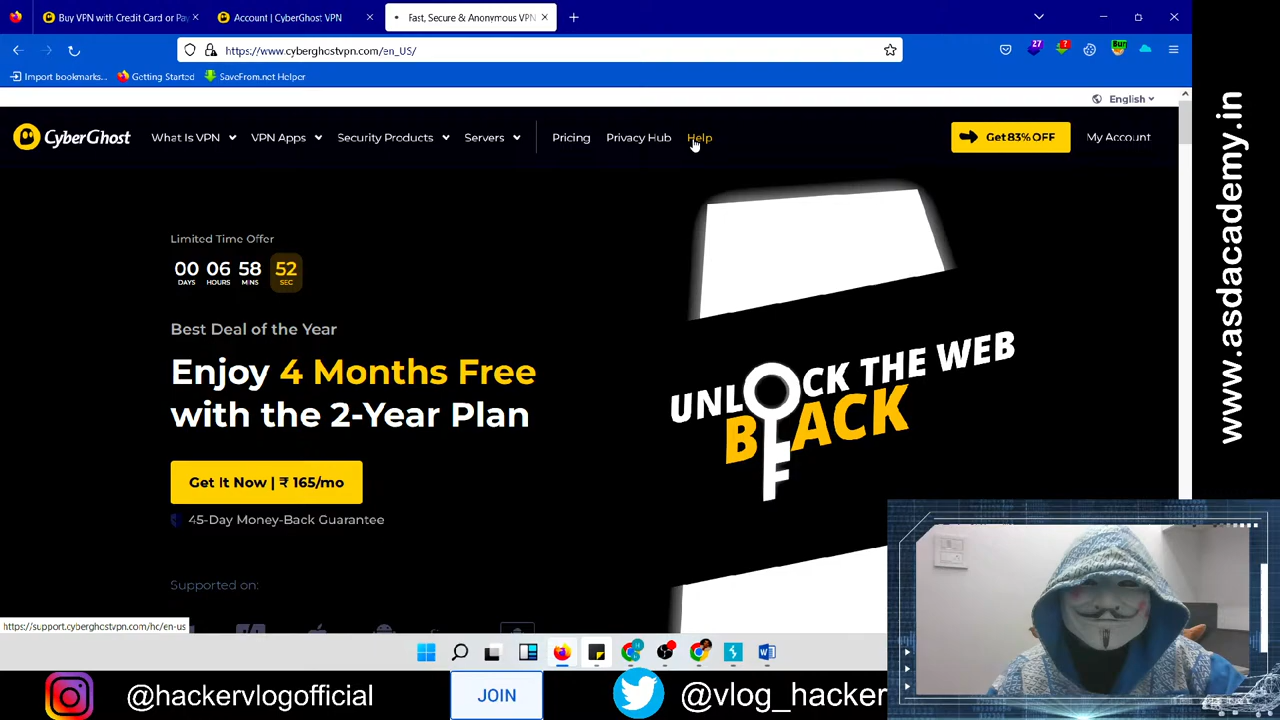 Buy VPN with Credit Card or Pay
Account | CyberGhost VPN
Fast, Secure & Anonymous VPN
https://www.cyberghostvpn.com/en_US/
27
?
Import bookmarks...
Getting Started
SaveFrom.net Helper
English
CyberGhost
What Is VPN
VPN Apps
Security Products
Servers
Pricing
Privacy Hub
Help
Get 83% OFF
My Account
Limited Time Offer
00 06 58 52
DAYS HOURS MINS SEC
Best Deal of the Year
Enjoy 4 Months Free
with the 2-Year Plan
Get It Now | ₹ 165/mo
45-Day Money-Back Guarantee
Supported on:
UNLOCK THE WEB
BLACK
https://support.cyberghostvpn.com/hc/en-us
@hackervlogofficial
JOIN
@vlog_hacker
www.asdacademy.in